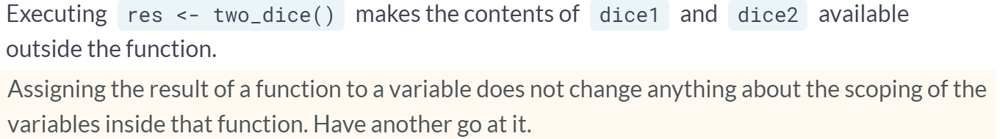 Executing res <- two_dice() makes the contents of dice1 and dice2 available
outside the function.
Assigning the result of a function to a variable does not change anything about the scoping of the
variables inside that function. Have another go at it.